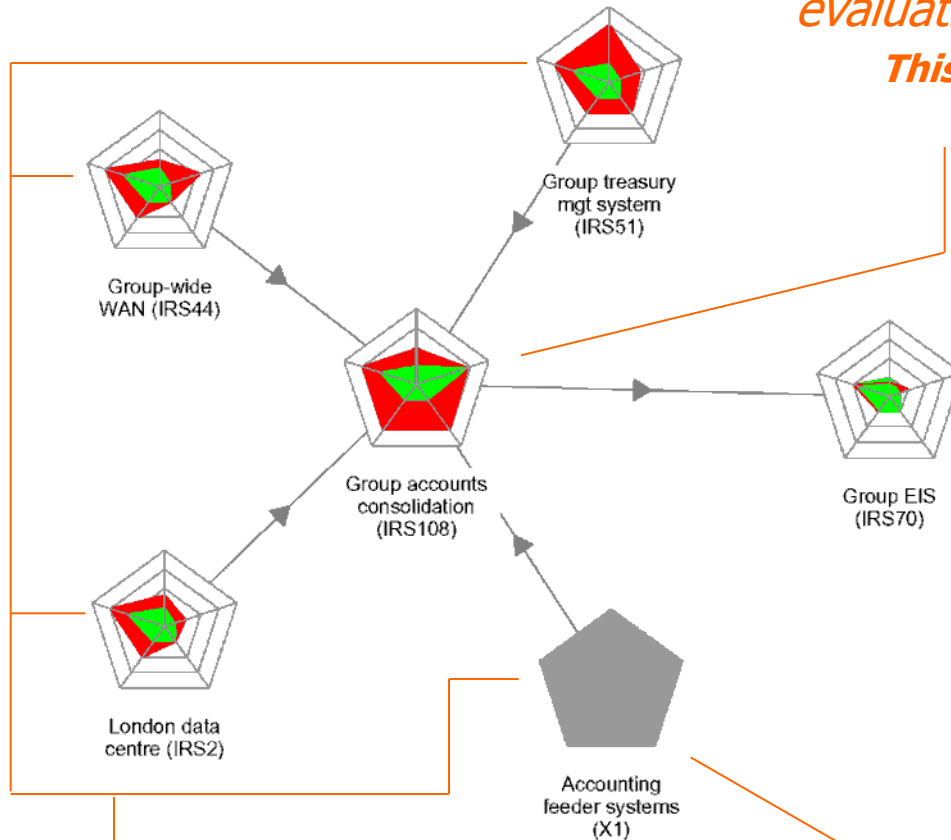 evaluat
This
Group treasury
mgt system
(IRS51)
Group-wide
WAN (IRS44)
Group accounts
consolidation
(IRS108)
Group EIS
(IRS70)
London data
centre (IRS2)
Accounting
feeder systems
(X1)